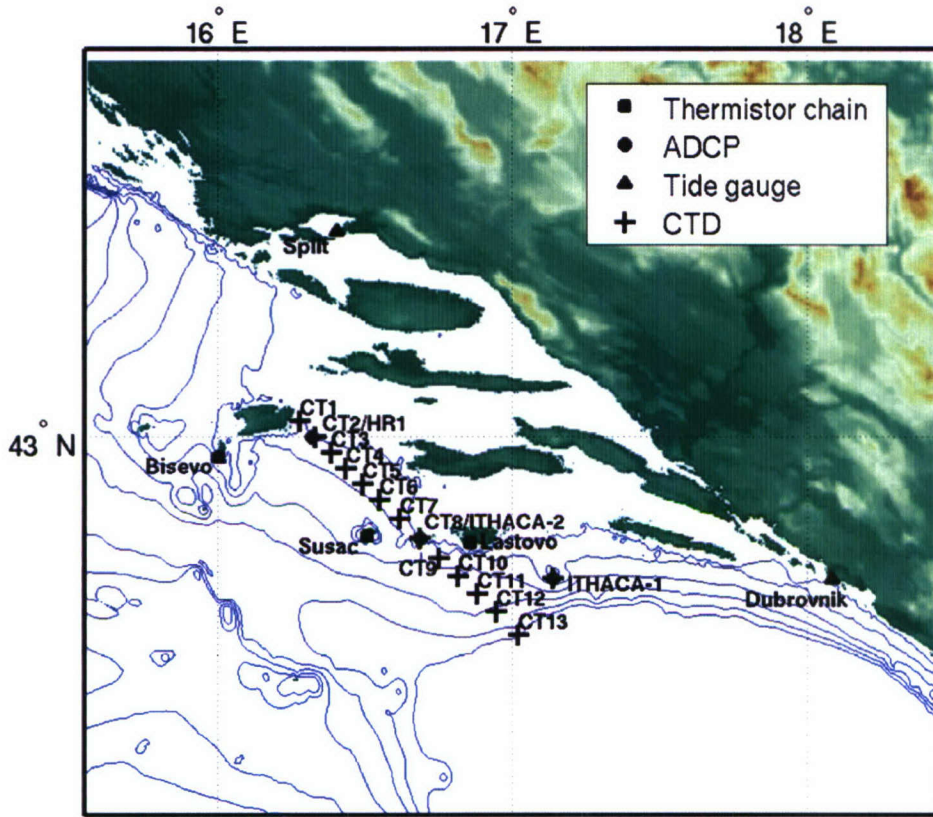 16° E
17° E
18° E
Thermistor chain
ADCP
Tide gauge
CTD
Split
43° N
CT1
CT2/HR1
CT3
CT4
Bisevo
CT5
CT6
CT7
CT8/ITHACA-2
Susac
Lastovo
CT9
CT10
CT11
ITHACA-1
CT12
Dubrovnik
CT13